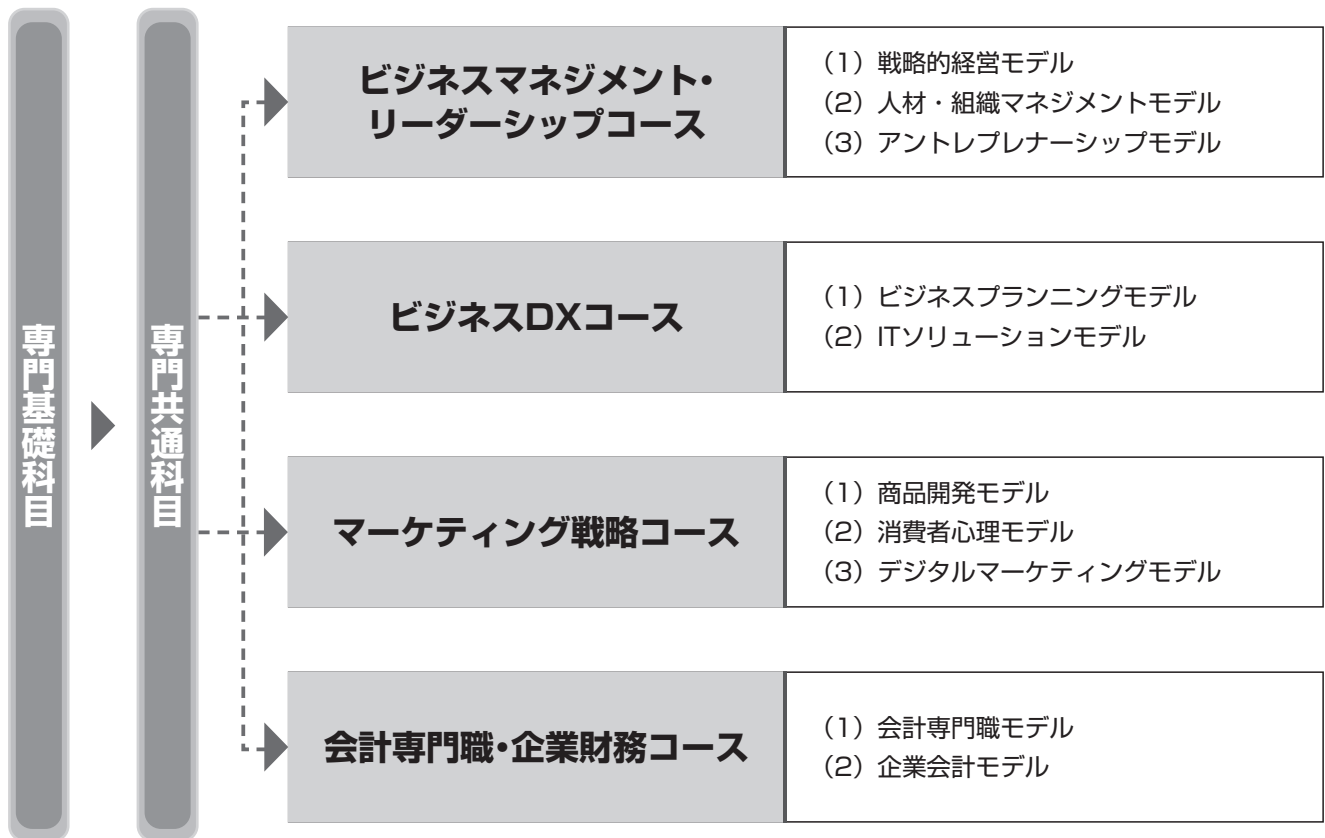 専門基礎科目
専門共通科目
ビジネスマネジメント・
リーダーシップコース
（1）戦略的経営モデル
（2）人材・組織マネジメントモデル
（3）アントレプレナーシップモデル
ビジネスDXコース
（1）ビジネスプランニングモデル
（2）ITソリューションモデル
マーケティング戦略コース
（1）商品開発モデル
（2）消費者心理モデル
（3）デジタルマーケティングモデル
会計専門職・企業財務コース
（1）会計専門職モデル
（2）企業会計モデル